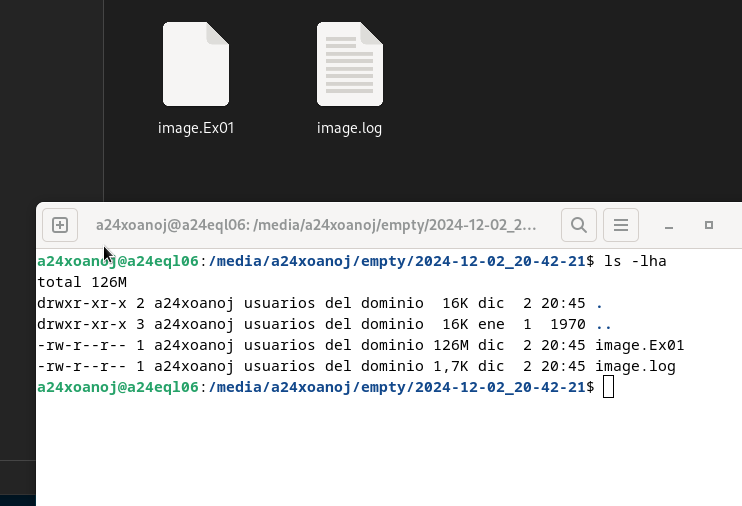 image.Ex01
image.log
a24xoanoj@a24eql06: /media/a24xoanoj/empty/2024-12-02_2...
a24xoanoj@a24eql06:/media/a24xoanoj/empty/2024-12-02_20-42-21$ ls -lha
total 126M
drwxr-xr-x 2 a24xoanoj usuarios del dominio  16K dic  2 20:45 .
drwxr-xr-x 3 a24xoanoj usuarios del dominio  16K ene  1  1970 ..
-rw-r--r-- 1 a24xoanoj usuarios del dominio 126M dic  2 20:45 image.Ex01
-rw-r--r-- 1 a24xoanoj usuarios del dominio 1,7K dic  2 20:45 image.log
a24xoanoj@a24eql06:/media/a24xoanoj/empty/2024-12-02_20-42-21$